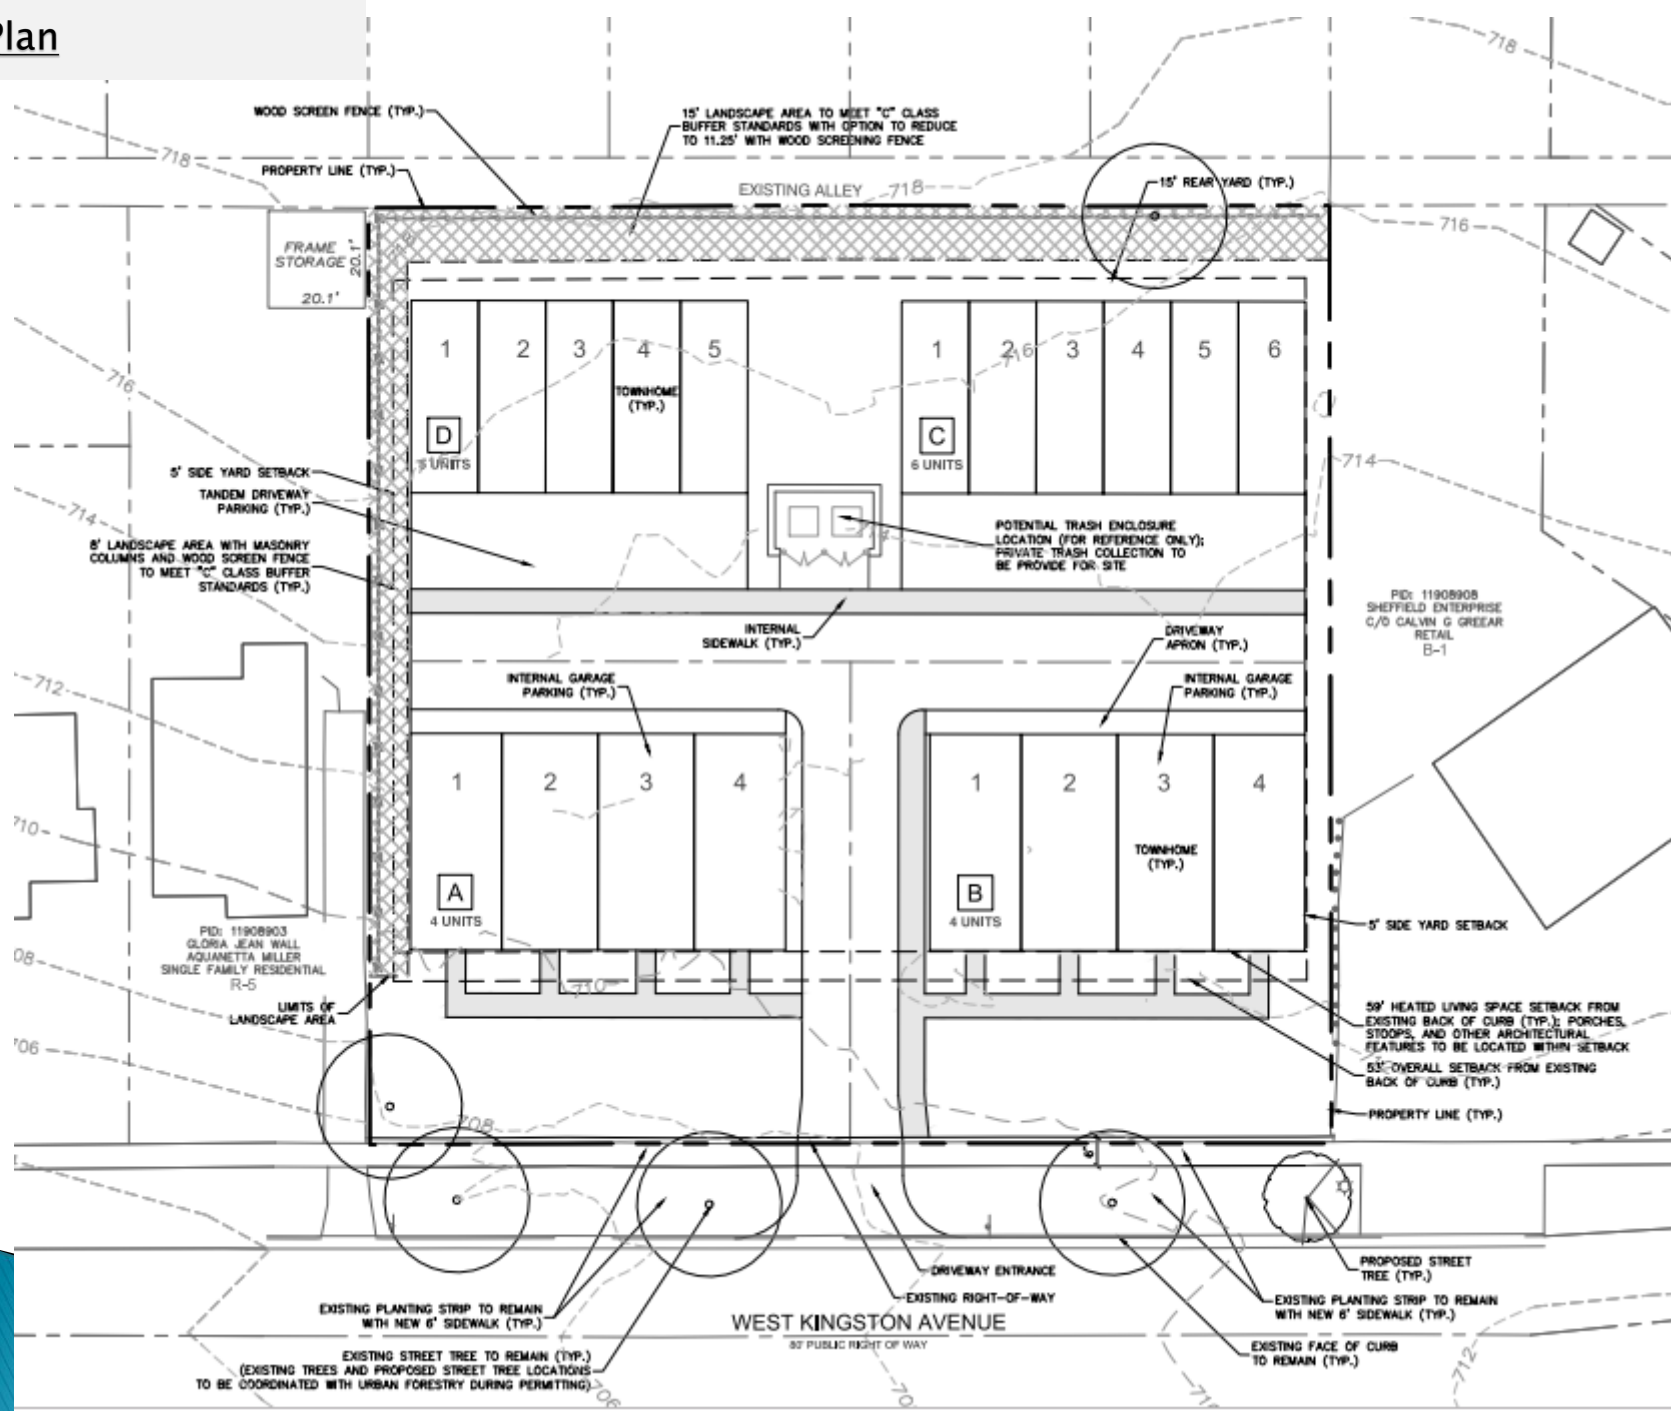 Plan
718
WOOD SCREEN FENCE (TYP.)
15' LANDSCAPE AREA TO MEET "C" CLASS
BUFFER STANDARDS WITH OPTION TO REDUCE
TO 11.25' WITH WOOD SCREENING FENCE
718
PROPERTY LINE (TYP.)
EXISTING ALLEY
718
15' REAR YARD (TYP.)
716
FRAME
STORAGE
20.1'
20.1'
716
1
2
3
4
5
TOWNHOME
(TYP.)
D
5 UNITS
1
2
3
4
5
6
716
C
6 UNITS
714
5' SIDE YARD SETBACK
TANDEM DRIVEWAY
PARKING (TYP.)
714
8' LANDSCAPE AREA WITH MASONRY
COLUMNS AND WOOD SCREEN FENCE
TO MEET "C" CLASS BUFFER
STANDARDS (TYP.)
POTENTIAL TRASH ENCLOSURE
LOCATION (FOR REFERENCE ONLY);
PRIVATE TRASH COLLECTION TO
BE PROVIDE FOR SITE
PID: 11908908
SHEFFIELD ENTERPRISE
C/O CALVIN G GREEAR
RETAIL
B-1
INTERNAL
SIDEWALK (TYP.)
DRIVEWAY
APRON (TYP.)
712
INTERNAL GARAGE
PARKING (TYP.)
INTERNAL GARAGE
PARKING (TYP.)
1
2
3
4
A
4 UNITS
1
2
3
4
TOWNHOME
(TYP.)
B
4 UNITS
710
5' SIDE YARD SETBACK
PID: 11908903
GLORIA JEAN WALL
AQUANETTA MILLER
SINGLE FAMILY RESIDENTIAL
R-5
08
710
LIMITS OF
LANDSCAPE AREA
59' HEATED LIVING SPACE SETBACK FROM
EXISTING BACK OF CURB (TYP.); PORCHES,
STOOPS, AND OTHER ARCHITECTURAL
FEATURES TO BE LOCATED WITHIN SETBACK
53' OVERALL SETBACK FROM EXISTING
BACK OF CURB (TYP.)
706
PROPERTY LINE (TYP.)
708
6'
DRIVEWAY ENTRANCE
PROPOSED STREET
TREE (TYP.)
EXISTING RIGHT-OF-WAY
EXISTING PLANTING STRIP TO REMAIN
WITH NEW 6' SIDEWALK (TYP.)
EXISTING PLANTING STRIP TO REMAIN
WITH NEW 6' SIDEWALK (TYP.)
WEST KINGSTON AVENUE
80' PUBLIC RIGHT OF WAY
EXISTING STREET TREE TO REMAIN (TYP.)
(EXISTING TREES AND PROPOSED STREET TREE LOCATIONS
TO BE COORDINATED WITH URBAN FORESTRY DURING PERMITTING)
EXISTING FACE OF CURB
TO REMAIN (TYP.)
706
712